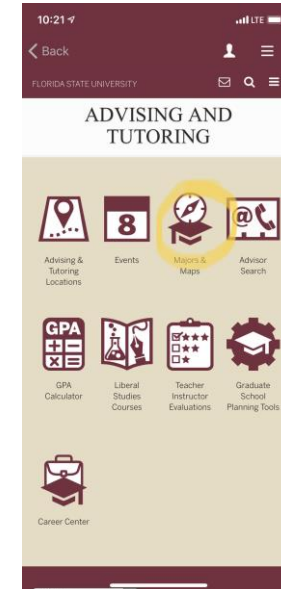 10:21
LTE
Back
FLORIDA STATE UNIVERSITY
ADVISING AND
TUTORING
8
@
Advising &
Tutoring
Locations
Events
Majors &
Maps
Advisor
Search
GPA
GPA
Calculator
Liberal
Studies
Courses
Teacher
Instructor
Evaluations
Graduate
School
Planning Tools
Career Center